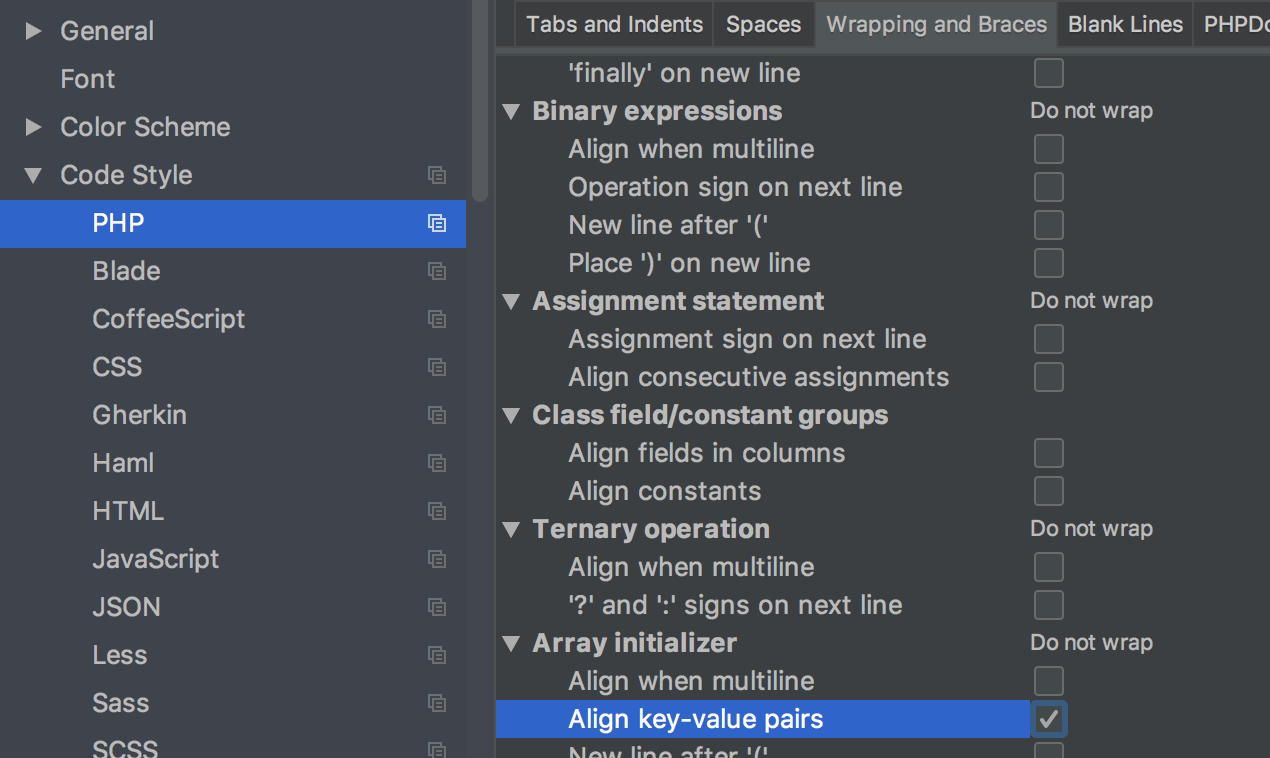 General
Font
Color Scheme
Code Style
PHP
Blade
CoffeeScript
CSS
Gherkin
Haml
HTML
JavaScript
JSON
Less
Sass
SCSS
Tabs and Indents Spaces Wrapping and Braces Blank Lines PHPDo
'finally' on new line
Binary expressions Do not wrap
Align when multiline
Operation sign on next line
New line after '('
Place ')' on new line
Assignment statement Do not wrap
Assignment sign on next line
Align consecutive assignments
Class field/constant groups
Align fields in columns
Align constants
Ternary operation Do not wrap
Align when multiline
'?' and ':' signs on next line
Array initializer Do not wrap
Align when multiline
Align key-value pairs
New line after '('